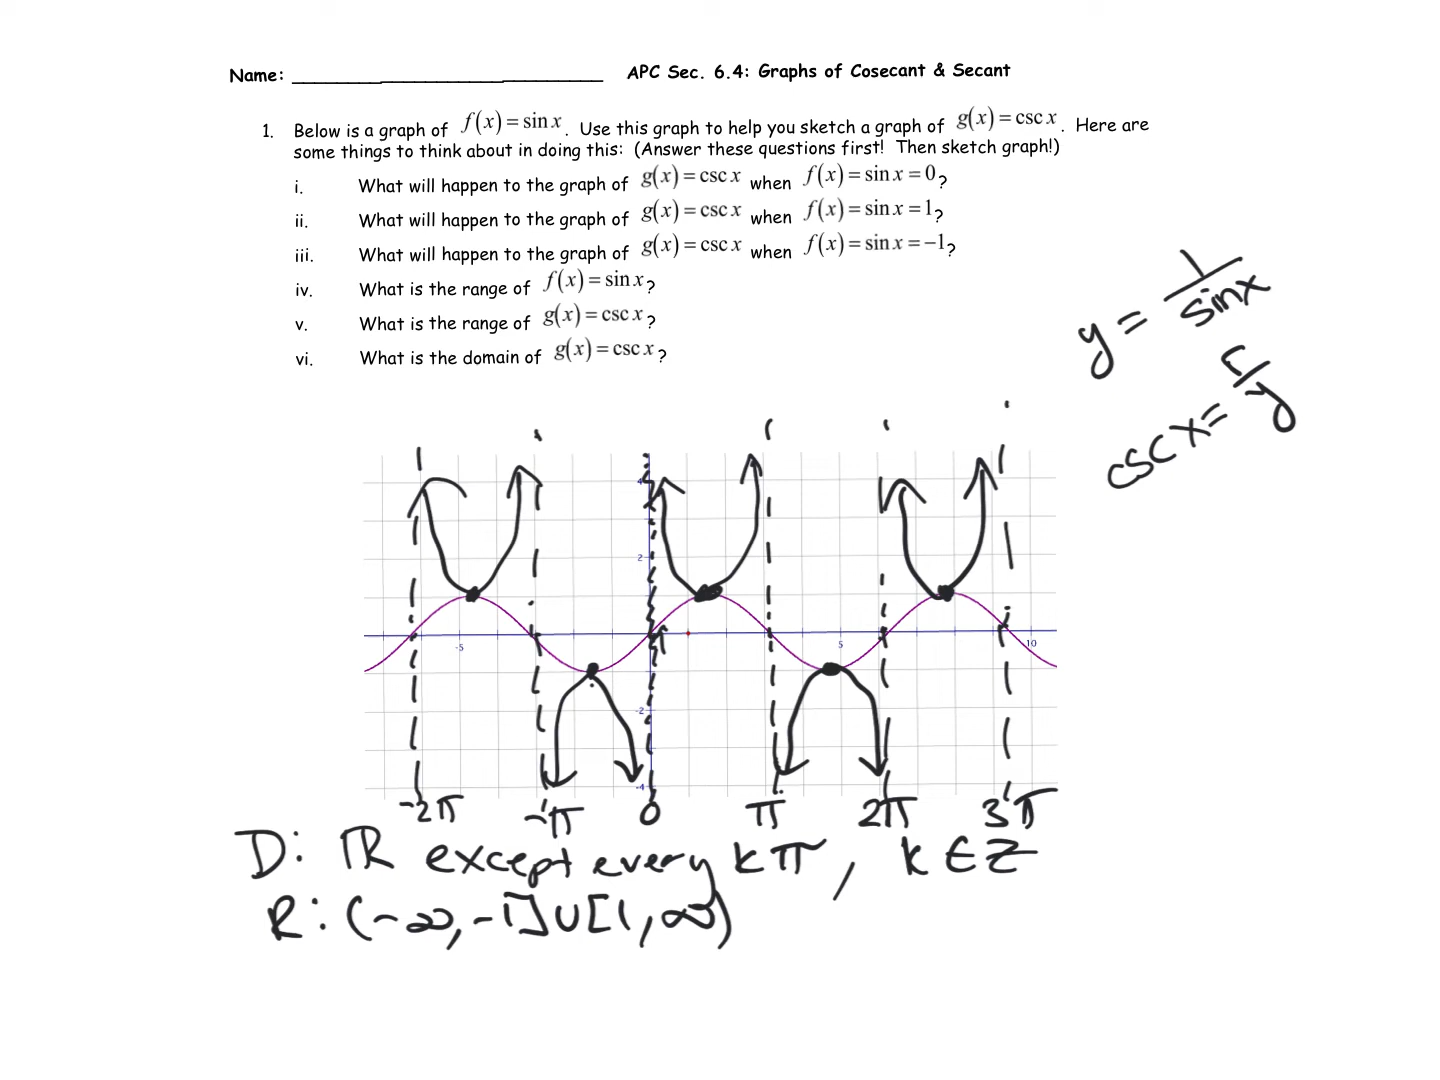 Name: ____________________ APC Sec. 6.4: Graphs of Cosecant & Secant
1. Below is a graph of f(x) = sin x. Use this graph to help you sketch a graph of g(x) = csc x. Here are
some things to think about in doing this: (Answer these questions first! Then sketch graph!)
i. What will happen to the graph of g(x) = csc x when f(x) = sin x = 0?
ii. What will happen to the graph of g(x) = csc x when f(x) = sin x = 1?
iii. What will happen to the graph of g(x) = csc x when f(x) = sin x = −1?
iv. What is the range of f(x) = sin x?
v. What is the range of g(x) = csc x?
vi. What is the domain of g(x) = csc x?
y = 1/sin x
csc x = r/y
4
2
-5 5 10
-2
-4
-2π -π 0 π 2π 3π
D: ℝ except every kπ, k ∈ Z
R: (-∞, -1] ∪ [1, ∞)